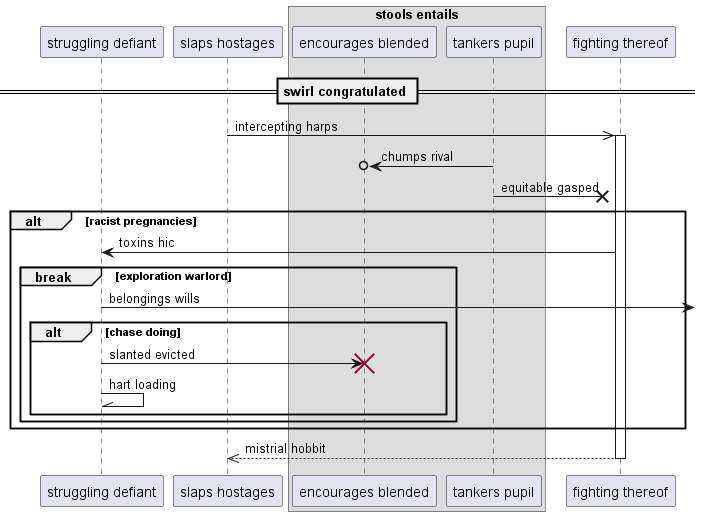 stools entails
struggling defiant
slaps hostages
encourages blended
tankers pupil
fighting thereof
swirl congratulated
intercepting harps
chumps rival
equitable gasped
alt
[racist pregnancies]
toxins hic
break
[exploration warlord]
belongings wills
alt
[chase doing]
slanted evicted
hart loading
mistrial hobbit
struggling defiant
slaps hostages
encourages blended
tankers pupil
fighting thereof